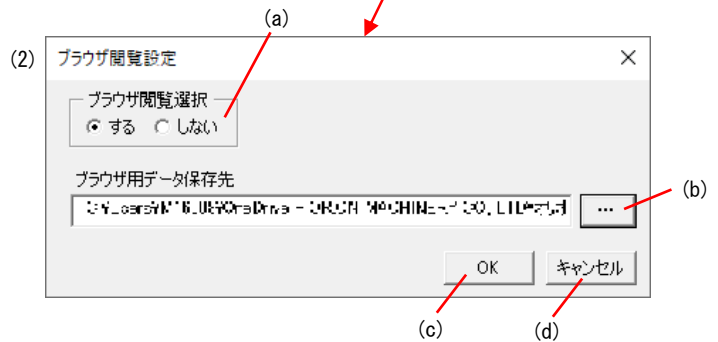 (a)
(2) ブラウザ閲覧設定
ブラウザ閲覧選択
する しない
ブラウザ用データ保存先
... (b)
OK キャンセル
(c) (d)